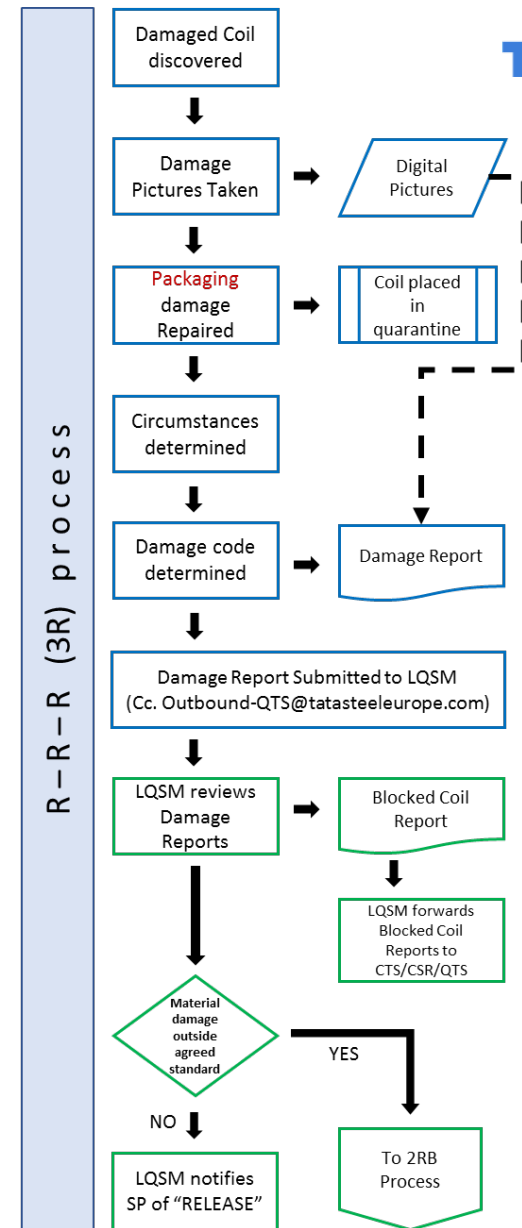 R – R – R (3R) process
Damaged Coil
discovered
Damage
Pictures Taken
Digital
Pictures
Packaging
damage
Repaired
Coil placed
in
quarantine
Circumstances
determined
Damage code
determined
Damage Report
Damage Report Submitted to LQSM
(Cc. Outbound-QTS@tatasteeleurope.com)
LQSM reviews
Damage
Reports
Blocked Coil
Report
LQSM forwards
Blocked Coil
Reports to
CTS/CSR/QTS
Material
damage
outside
agreed
standard
YES
NO
To 2RB
Process
LQSM notifies
SP of “RELEASE”